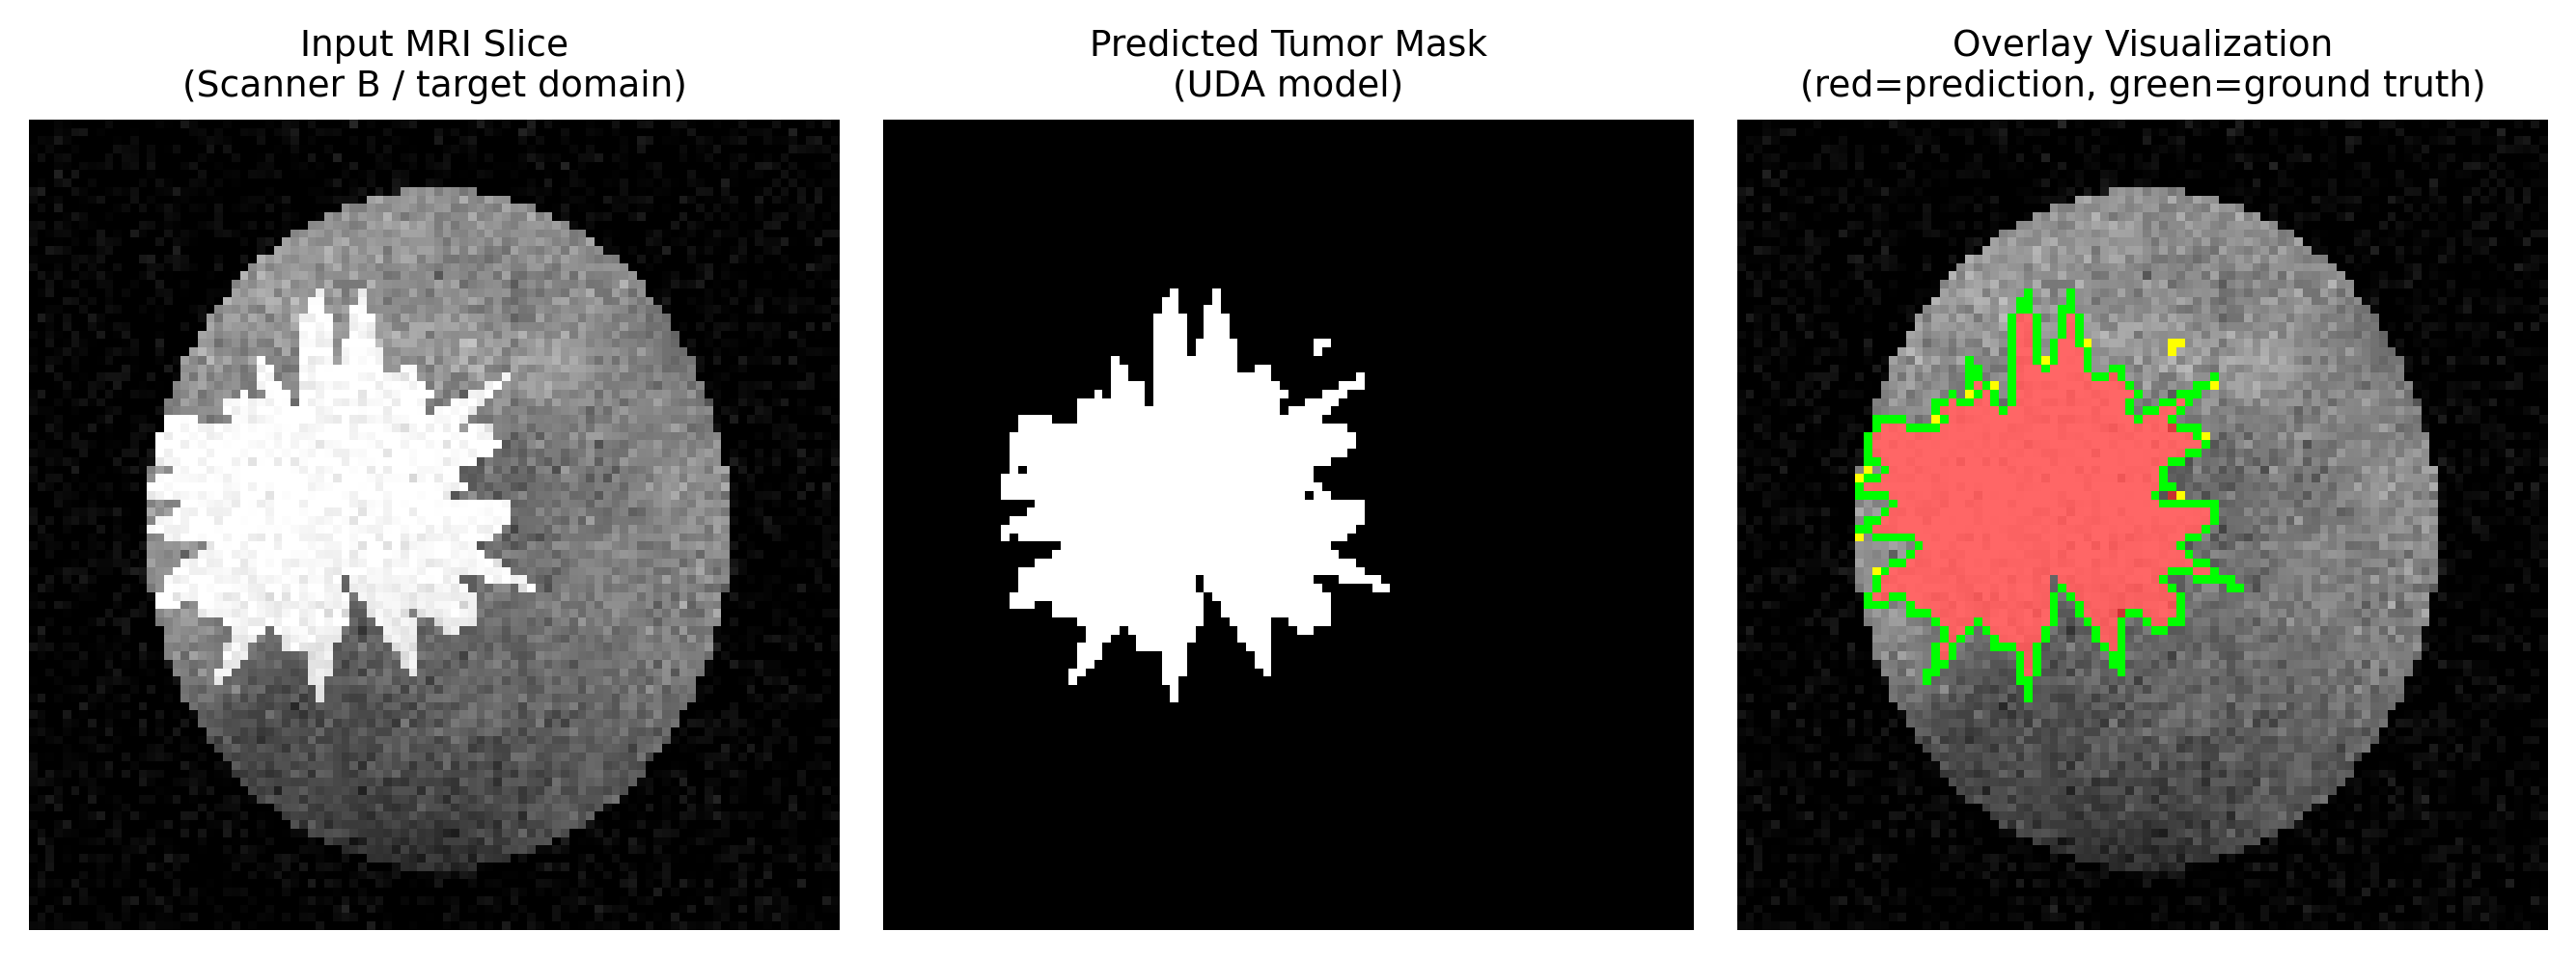 Input MRI Slice
(Scanner B / target domain)
Predicted Tumor Mask
(UDA model)
Overlay Visualization
(red=prediction, green=ground truth)